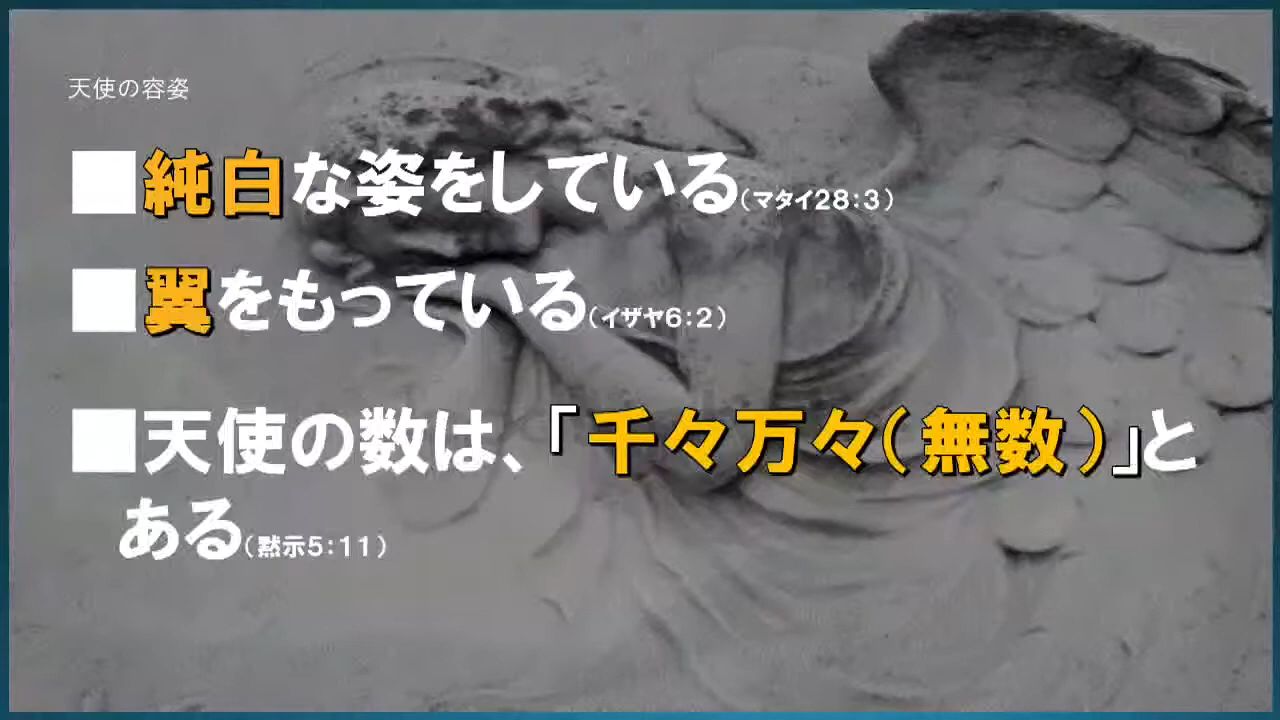 天使の容姿
■純白な姿をしている（マタイ28：3）
■翼をもっている（イザヤ6：2）
■天使の数は、「千々万々（無数）」と
ある（黙示5：11）